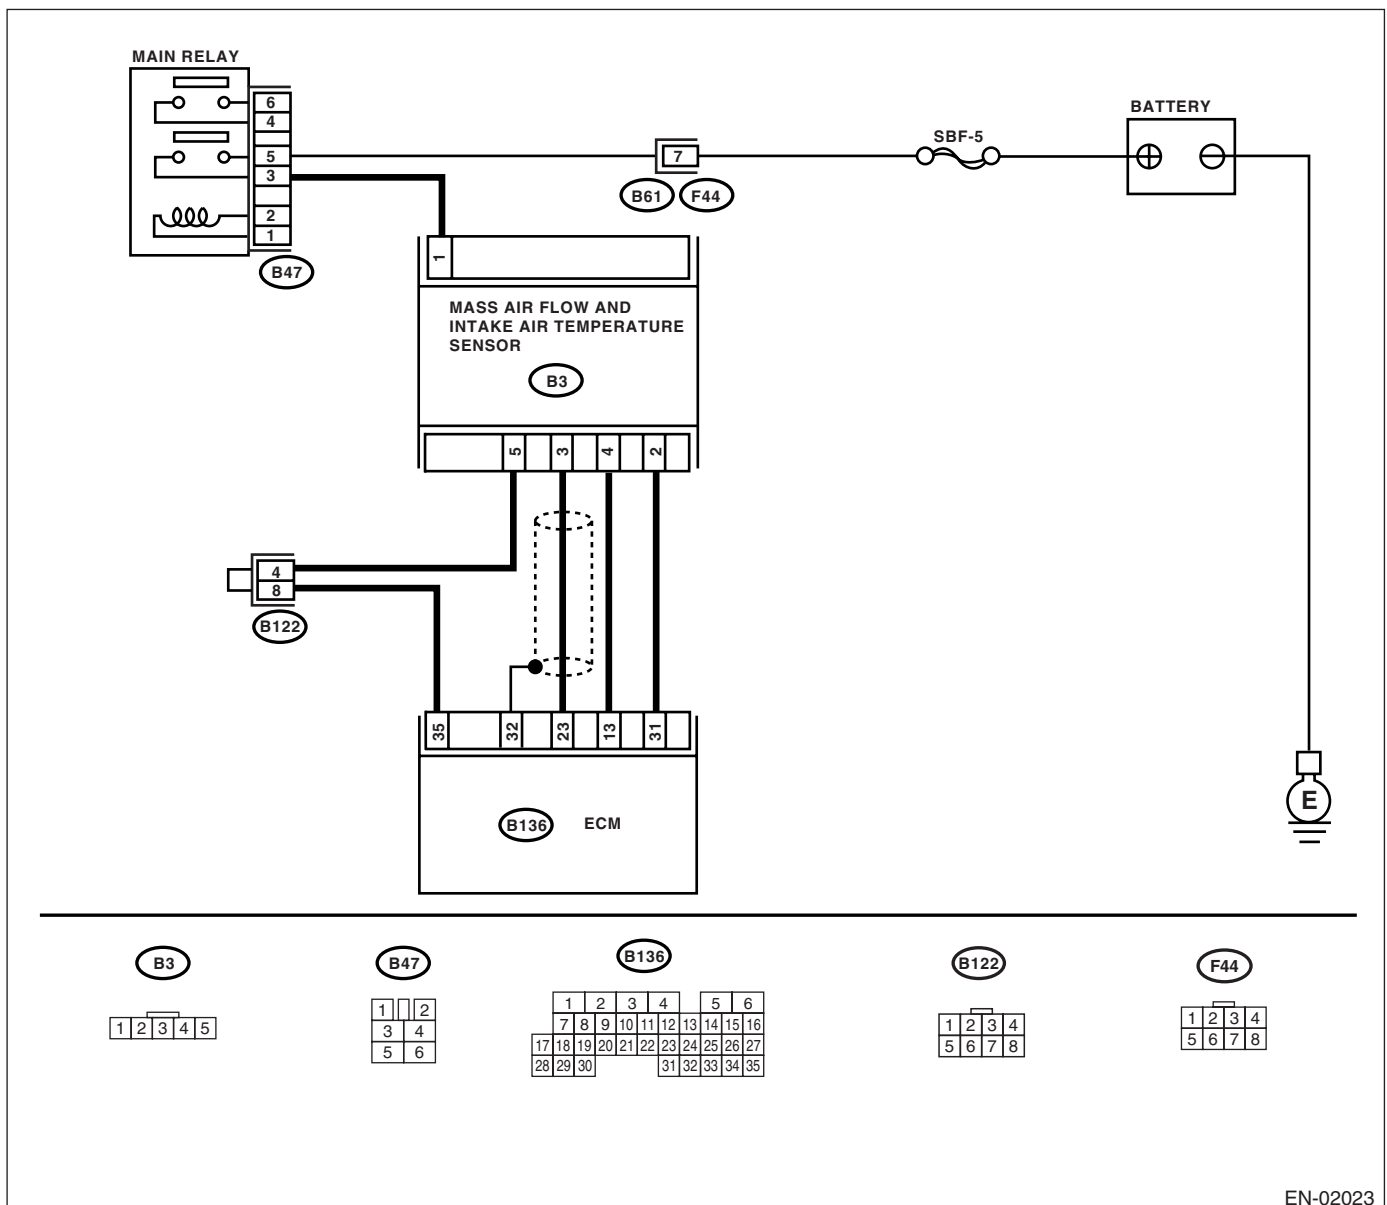 MAIN RELAY
6
4
5
3
2
1
B47
7
B61 F44
SBF-5
BATTERY
1
MASS AIR FLOW AND
INTAKE AIR TEMPERATURE
SENSOR
B3
5 3 4 2
4
8
B122
35 32 23 13 31
B136 ECM
E
B3
1 2 3 4 5
B47
1 2
3 4
5 6
B136
1 2 3 4 5 6
7 8 9 10 11 12 13 14 15 16
17 18 19 20 21 22 23 24 25 26 27
28 29 30 31 32 33 34 35
B122
1 2 3 4
5 6 7 8
F44
1 2 3 4
5 6 7 8
EN-02023